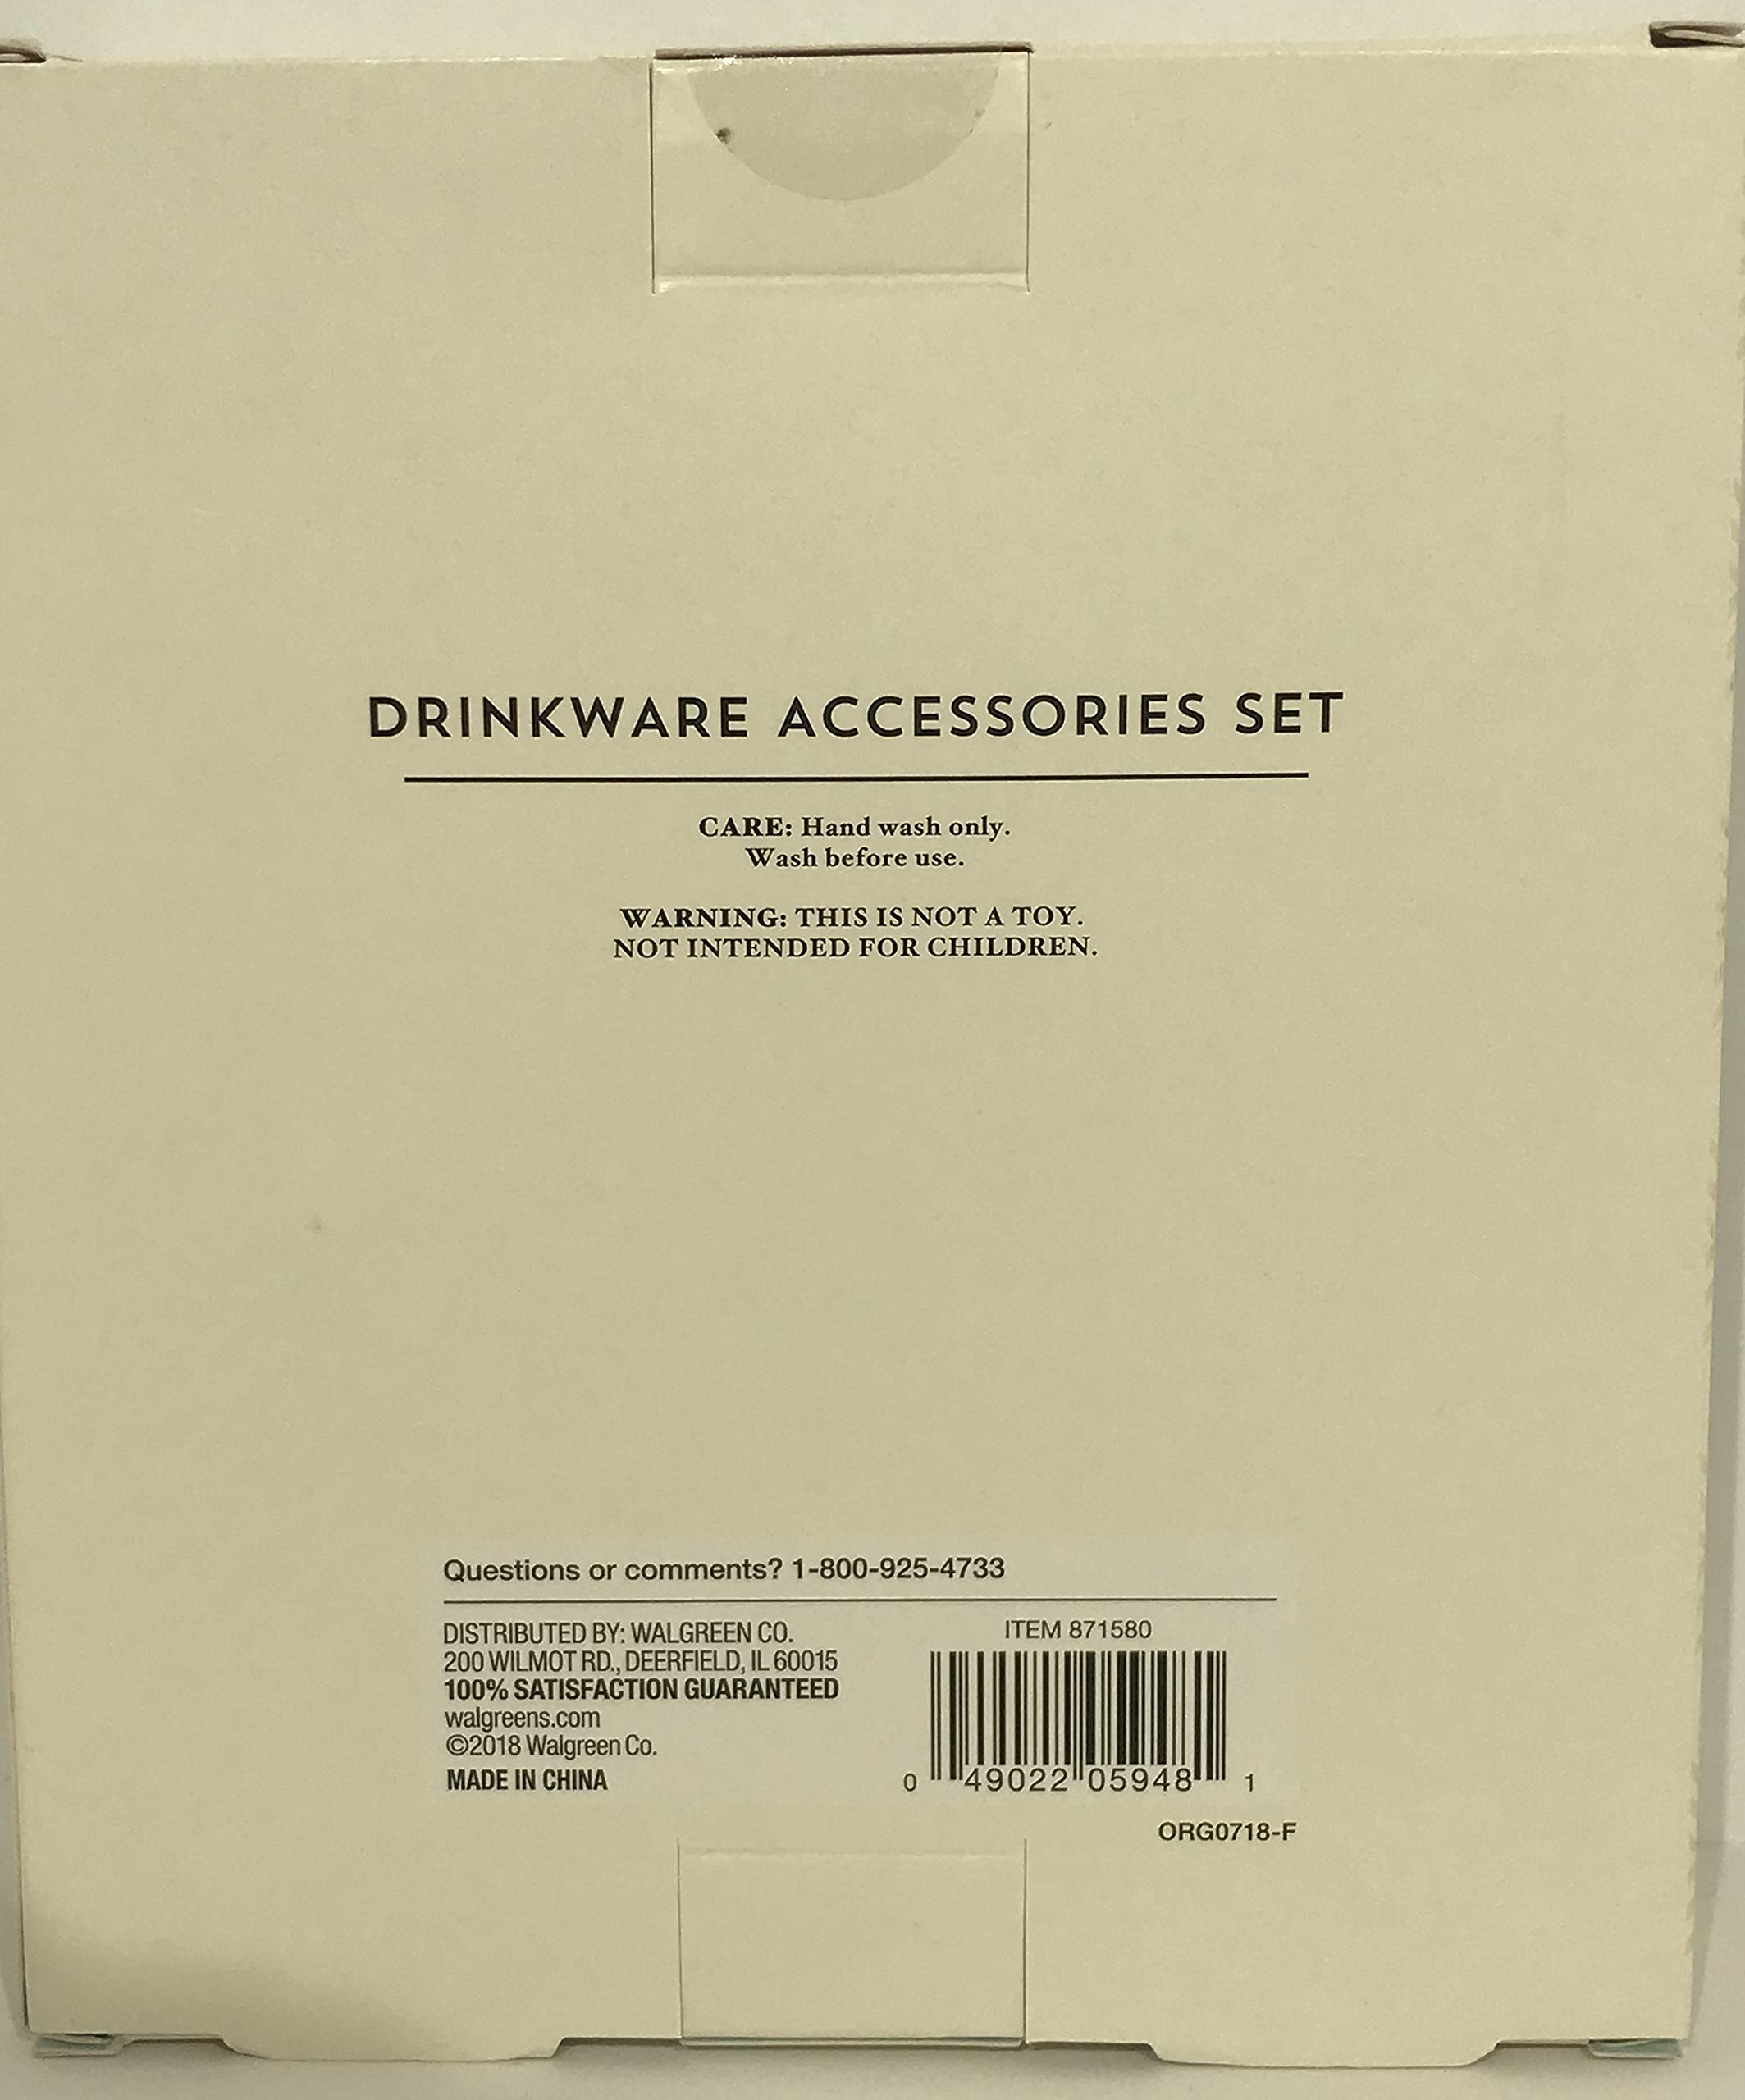 DRINKWARE ACCESSORIES SET
CARE: Hand wash only.
Wash before use.
WARNING: THIS IS NOT A TOY.
NOT INTENDED FOR CHILDREN.
Questions or comments? 1-800-925-4733
DISTRIBUTED BY: WALGREEN CO.
200 WILMOT RD., DEERFIELD, IL 60015
100% SATISFACTION GUARANTEED
walgreens.com
©2018 Walgreen Co.
MADE IN CHINA
ITEM 871580
0 49022 05948 1
ORG0718-F